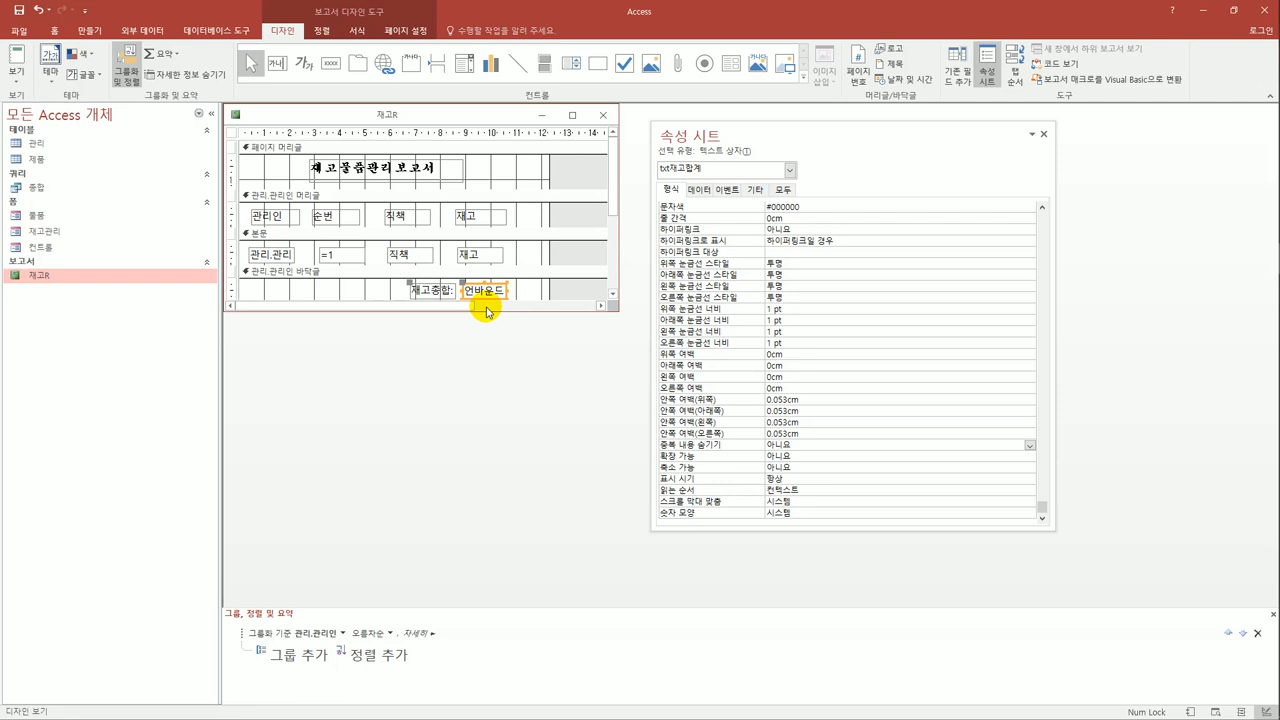 보고서 디자인 도구
Access
로그인
파일
홈
만들기
외부 데이터
데이터베이스 도구
디자인
정렬
서식
페이지 설정
수행할 작업을 알려 주세요.
보기
테마
색
글꼴
그룹화 및 정렬
요약
자세한 정보 숨기기
이미지 삽입
페이지 번호
로고
제목
날짜 및 시간
기존 필드 추가
속성 시트
탭 순서
새 창에서 하위 보고서 보기
코드 보기
보고서 매크로를 Visual Basic으로 변환
보기
테마
그룹화 및 요약
컨트롤
머리글/바닥글
도구
모든 Access 개체
테이블
관리
제품
쿼리
종합
폼
물품
재고관리
컨트롤
보고서
재고R
재고R
페이지 머리글
재고물품관리보고서
관리.관리인 머리글
관리인
순번
직책
재고
본문
관리.관리
=1
직책
재고
관리.관리인 바닥글
재고총합:
언바운드
속성 시트
선택 유형: 텍스트 상자(I)
txt재고합계
형식 데이터 이벤트 기타 모두
문자색 #000000
줄 간격 0cm
하이퍼링크 아니요
하이퍼링크로 표시 하이퍼링크일 경우
하이퍼링크 대상
위쪽 눈금선 스타일 투명
아래쪽 눈금선 스타일 투명
왼쪽 눈금선 스타일 투명
오른쪽 눈금선 스타일 투명
위쪽 눈금선 너비 1 pt
아래쪽 눈금선 너비 1 pt
왼쪽 눈금선 너비 1 pt
오른쪽 눈금선 너비 1 pt
위쪽 여백 0cm
아래쪽 여백 0cm
왼쪽 여백 0cm
오른쪽 여백 0cm
안쪽 여백(위쪽) 0.053cm
안쪽 여백(아래쪽) 0.053cm
안쪽 여백(왼쪽) 0.053cm
안쪽 여백(오른쪽) 0.053cm
중복 내용 숨기기 아니요
확장 가능 아니요
축소 가능 아니요
표시 시기 항상
읽는 순서 컨텍스트
스크롤 막대 맞춤 시스템
숫자 모양 시스템
그룹, 정렬 및 요약
그룹화 기준 관리.관리인 오름차순 , 자세히
그룹 추가 정렬 추가
디자인 보기
Num Lock